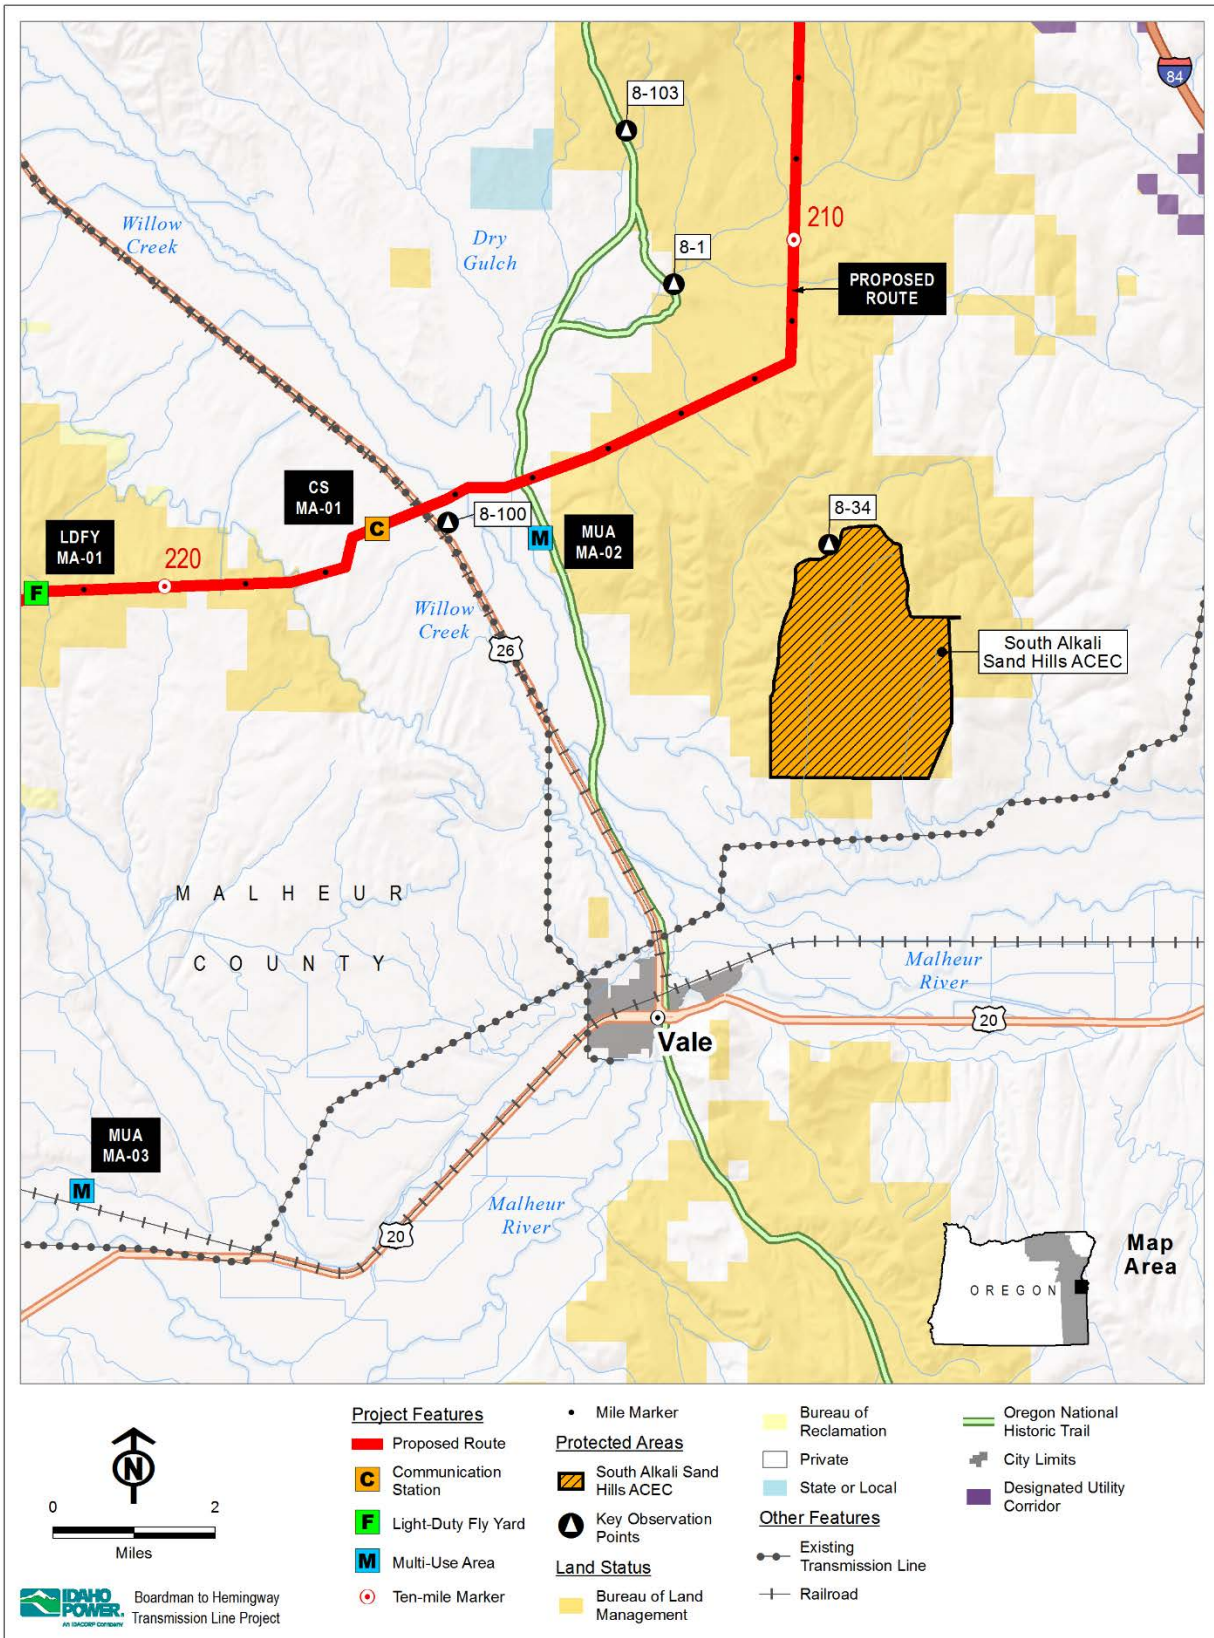 84
8-103
Willow
Creek
Dry
Gulch
8-1
210
PROPOSED
ROUTE
CS
MA-01
C
8-100
8-34
LDFY
MA-01
220
F
M
MUA
MA-02
Willow
Creek
26
South Alkali
Sand Hills ACEC
MALHEUR
COUNTY
Malheur
River
20
Vale
MUA
MA-03
M
Malheur
River
20
OREGON
Map
Area
N
0 2
Miles
IDAHO
POWER.
AN IDACORP Company
Boardman to Hemingway
Transmission Line Project
Project Features
Proposed Route
C
Communication
Station
F
Light-Duty Fly Yard
M
Multi-Use Area
Ten-mile Marker
Mile Marker
Protected Areas
South Alkali Sand
Hills ACEC
Key Observation
Points
Land Status
Bureau of Land
Management
Bureau of
Reclamation
Private
State or Local
Other Features
Existing
Transmission Line
Railroad
Oregon National
Historic Trail
City Limits
Designated Utility
Corridor